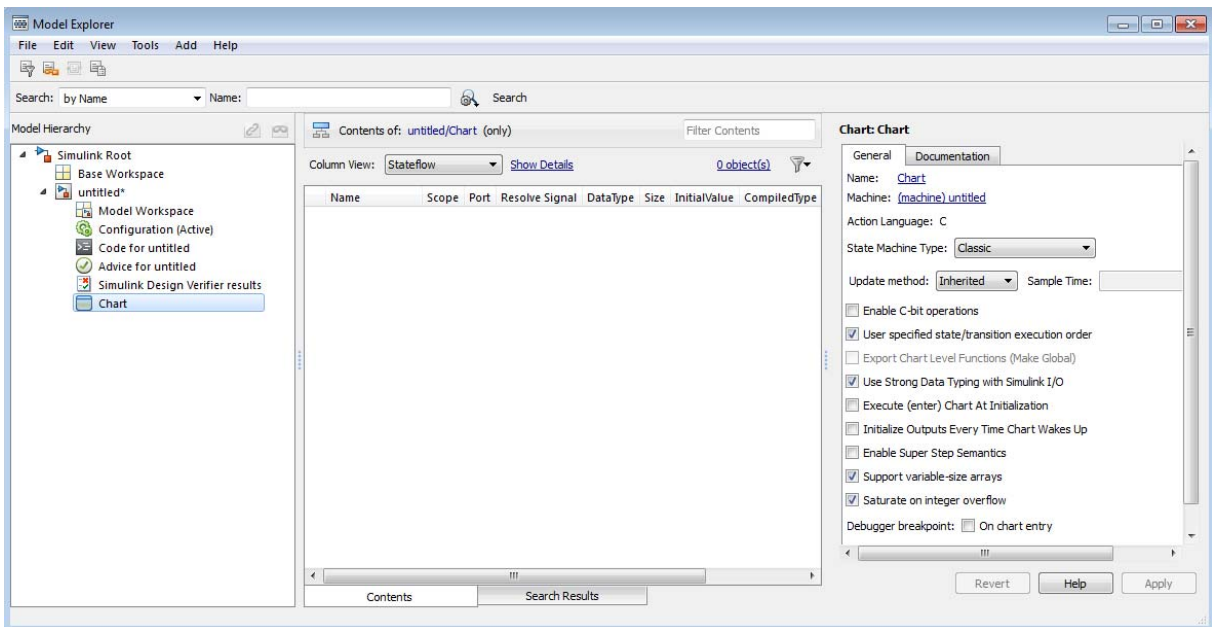 Model Explorer
File Edit View Tools Add Help
Search: by Name Name: Search
Model Hierarchy
Simulink Root
Base Workspace
untitled*
Model Workspace
Configuration (Active)
Code for untitled
Advice for untitled
Simulink Design Verifier results
Chart
Contents of: untitled/Chart (only) Filter Contents
Column View: Stateflow Show Details 0 object(s)
Name Scope Port Resolve Signal DataType Size InitialValue CompiledType
Contents Search Results
Chart: Chart
General Documentation
Name: Chart
Machine: (machine) untitled
Action Language: C
State Machine Type: Classic
Update method: Inherited Sample Time:
Enable C-bit operations
User specified state/transition execution order
Export Chart Level Functions (Make Global)
Use Strong Data Typing with Simulink I/O
Execute (enter) Chart At Initialization
Initialize Outputs Every Time Chart Wakes Up
Enable Super Step Semantics
Support variable-size arrays
Saturate on integer overflow
Debugger breakpoint: On chart entry
Revert Help Apply